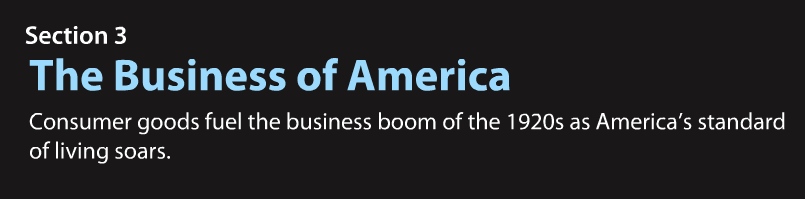 Section 3
The Business of America
Consumer goods fuel the business boom of the 1920s as America’s standard
of living soars.